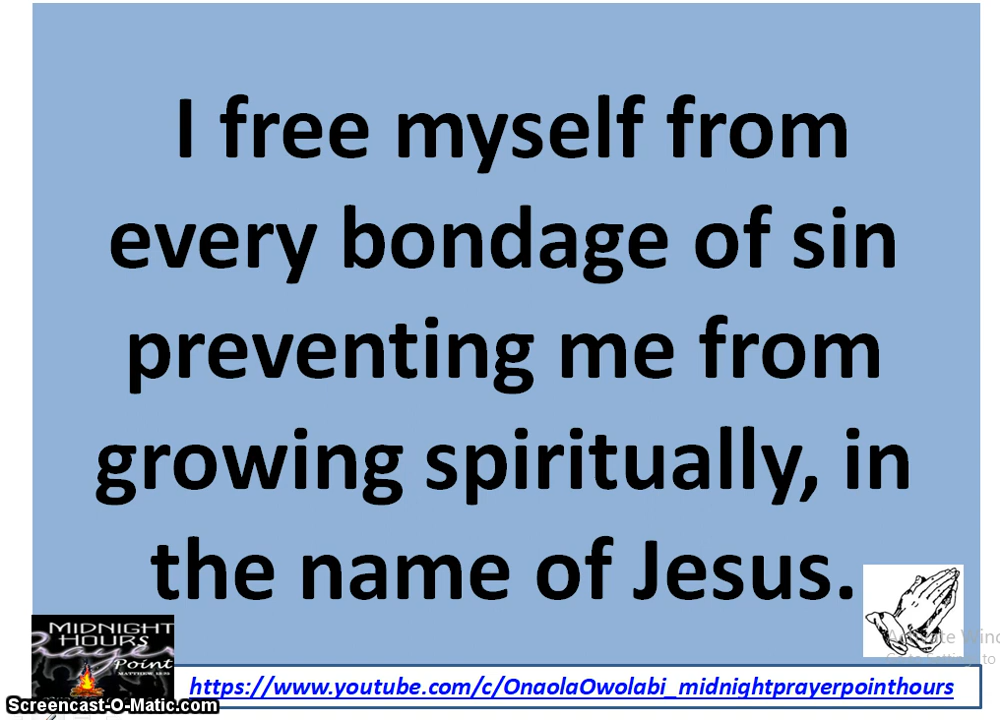 I free myself from
every bondage of sin
preventing me from
growing spiritually, in
the name of Jesus.
MIDNIGHT
HOURS
Prayer
Point
https://www.youtube.com/c/OnaolaOwolabi_midnightprayerpointhours
Screencast-O-Matic.com